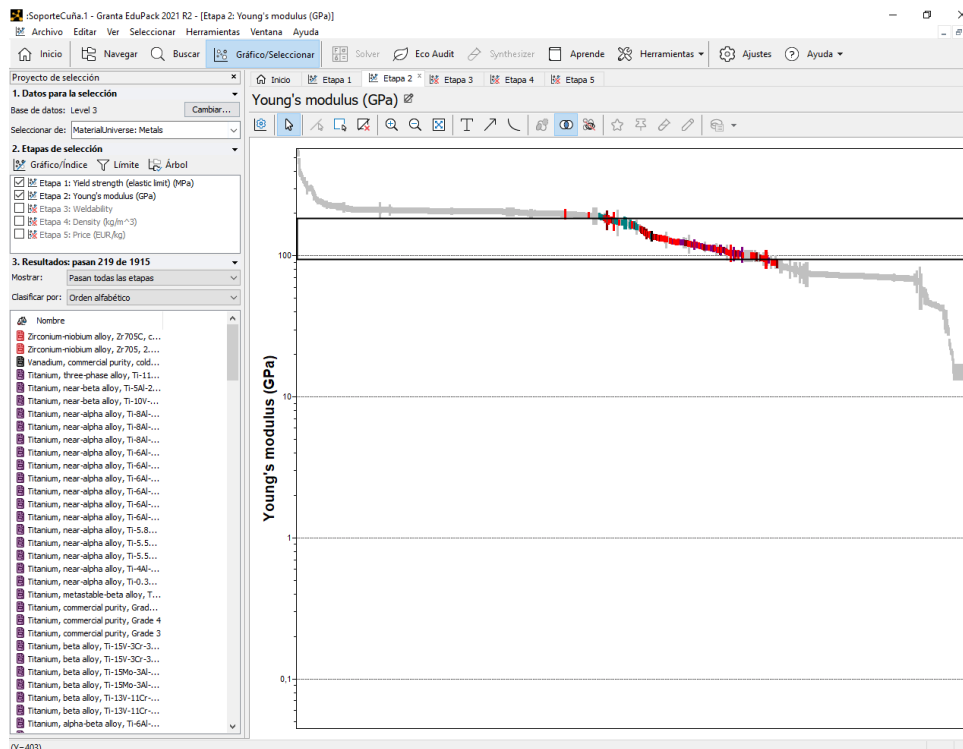 :SoporteCuña.1 - Granta EduPack 2021 R2 - [Etapa 2: Young's modulus (GPa)]
Archivo Editar Ver Seleccionar Herramientas Ventana Ayuda
Inicio Navegar Buscar Gráfico/Seleccionar Solver Eco Audit Synthesizer Aprende Herramientas Ajustes Ayuda
Proyecto de selección
1. Datos para la selección
Base de datos: Level 3 Cambiar...
Seleccionar de: MaterialUniverse: Metals
2. Etapas de selección
Gráfico/Índice Límite Árbol
Etapa 1: Yield strength (elastic limit) (MPa)
Etapa 2: Young's modulus (GPa)
Etapa 3: Weldability
Etapa 4: Density (kg/m^3)
Etapa 5: Price (EUR/kg)
3. Resultados: pasan 219 de 1915
Mostrar: Pasan todas las etapas
Clasificar por: Orden alfabético
Nombre
Zirconium-niobium alloy, Zr705C, c...
Zirconium-niobium alloy, Zr705, 2....
Vanadium, commercial purity, cold...
Titanium, three-phase alloy, Ti-11...
Titanium, near-beta alloy, Ti-5Al-2...
Titanium, near-beta alloy, Ti-10V-...
Titanium, near-alpha alloy, Ti-8Al-...
Titanium, near-alpha alloy, Ti-8Al-...
Titanium, near-alpha alloy, Ti-8Al-...
Titanium, near-alpha alloy, Ti-6Al-...
Titanium, near-alpha alloy, Ti-6Al-...
Titanium, near-alpha alloy, Ti-6Al-...
Titanium, near-alpha alloy, Ti-6Al-...
Titanium, near-alpha alloy, Ti-6Al-...
Titanium, near-alpha alloy, Ti-6Al-...
Titanium, near-alpha alloy, Ti-5.8...
Titanium, near-alpha alloy, Ti-5.5...
Titanium, near-alpha alloy, Ti-5.5...
Titanium, near-alpha alloy, Ti-4Al-...
Titanium, near-alpha alloy, Ti-0.3...
Titanium, metastable-beta alloy, T...
Titanium, commercial purity, Grad...
Titanium, commercial purity, Grade 4
Titanium, commercial purity, Grade 3
Titanium, beta alloy, Ti-15V-3Cr-3...
Titanium, beta alloy, Ti-15V-3Cr-3...
Titanium, beta alloy, Ti-15Mo-3Al-...
Titanium, beta alloy, Ti-15Mo-3Al-...
Titanium, beta alloy, Ti-13V-11Cr-...
Titanium, beta alloy, Ti-13V-11Cr-...
Titanium, alpha-beta alloy, Ti-6Al-...
(Y=403)
Inicio Etapa 1 Etapa 2 Etapa 3 Etapa 4 Etapa 5
Young's modulus (GPa)
Young's modulus (GPa)
100
10
1
0,1